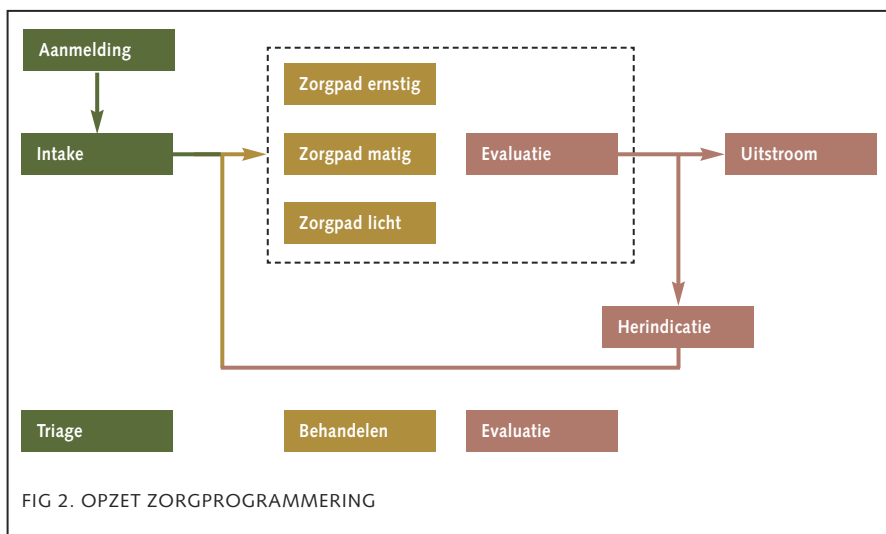 Aanmelding
Zorgpad ernstig
Intake
Zorgpad matig
Evaluatie
Uitstroom
Zorgpad licht
Herindicatie
Triage
Behandelen
Evaluatie
FIG 2. OPZET ZORGPROGRAMMERING